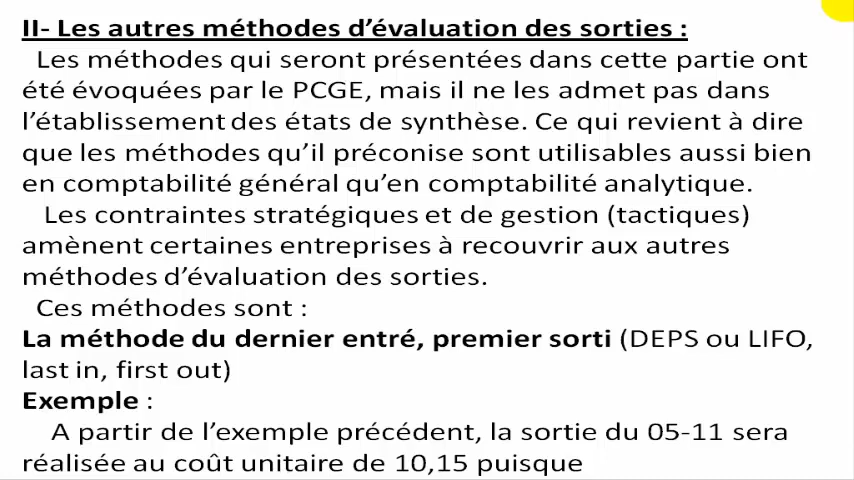 II- Les autres méthodes d’évaluation des sorties :
Les méthodes qui seront présentées dans cette partie ont
été évoquées par le PCGE, mais il ne les admet pas dans
l’établissement des états de synthèse. Ce qui revient à dire
que les méthodes qu’il préconise sont utilisables aussi bien
en comptabilité général qu’en comptabilité analytique.
Les contraintes stratégiques et de gestion (tactiques)
amènent certaines entreprises à recouvrir aux autres
méthodes d’évaluation des sorties.
Ces méthodes sont :
La méthode du dernier entré, premier sorti (DEPS ou LIFO,
last in, first out)
Exemple :
A partir de l’exemple précédent, la sortie du 05-11 sera
réalisée au coût unitaire de 10,15 puisque